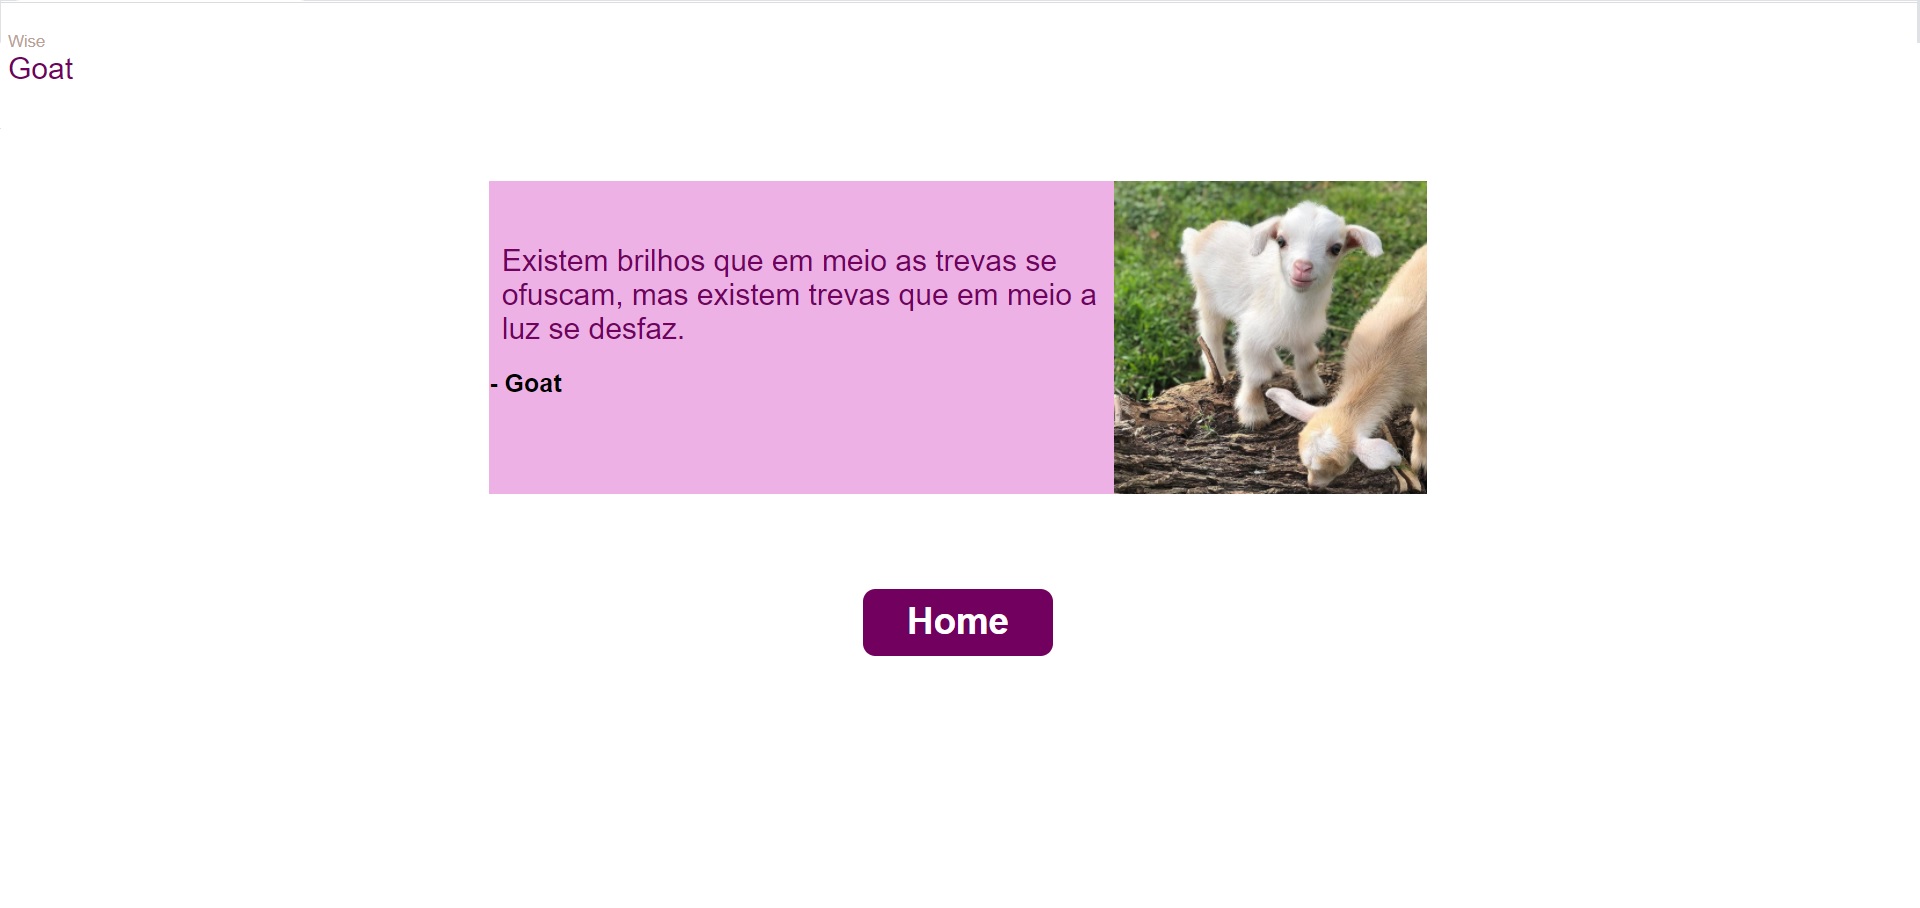 Wise
Goat
Existem brilhos que em meio as trevas se
ofuscam, mas existem trevas que em meio a
luz se desfaz.
- Goat
Home